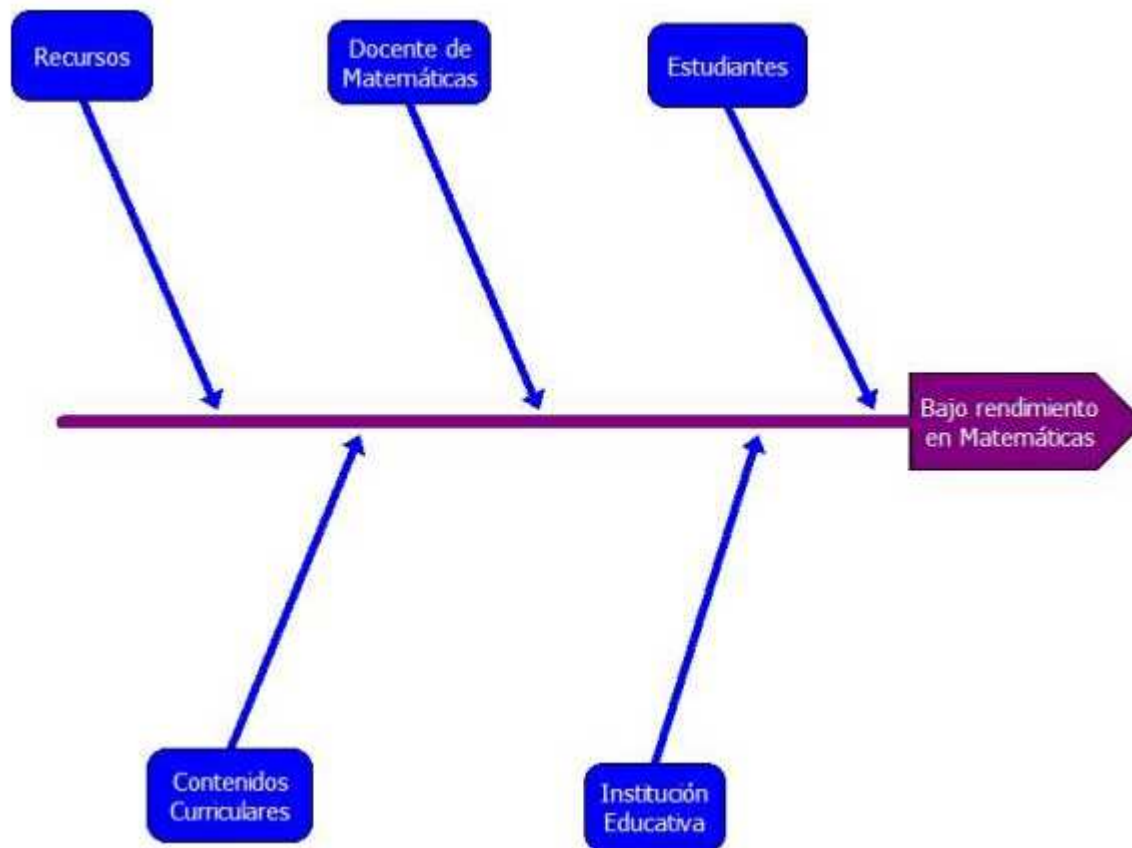 Recursos
Docente de
Matemáticas
Estudiantes
Bajo rendimiento
en Matemáticas
Contenidos
Curriculares
Institución
Educativa